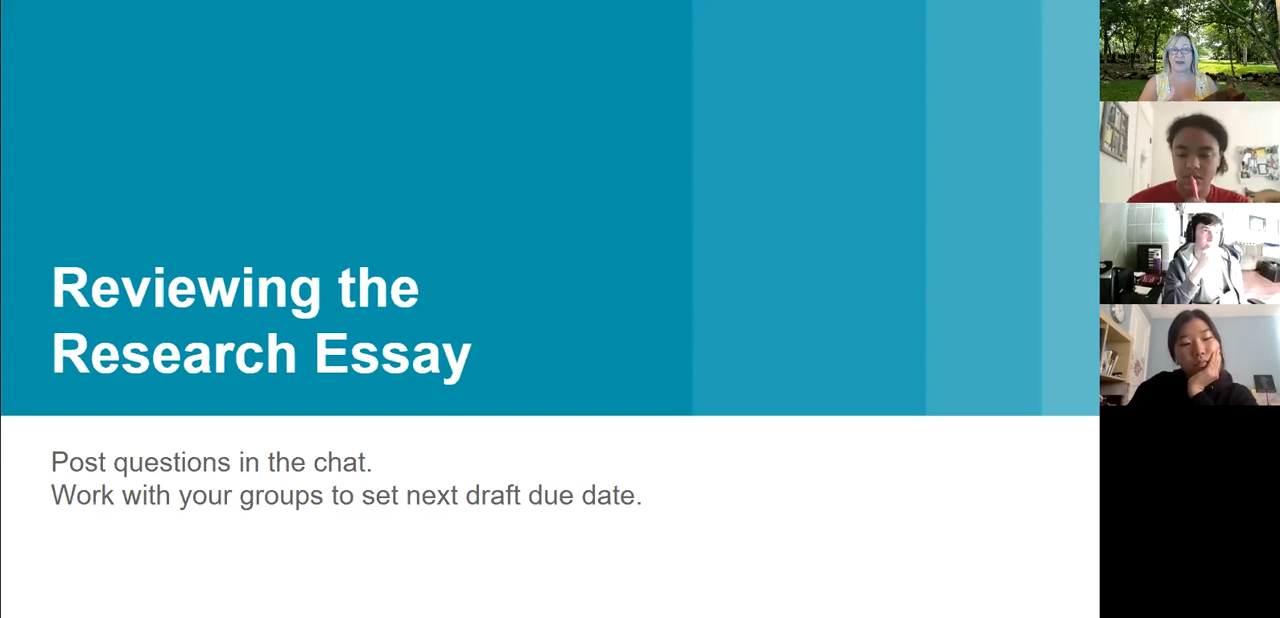 Reviewing the
Research Essay
Post questions in the chat.
Work with your groups to set next draft due date.